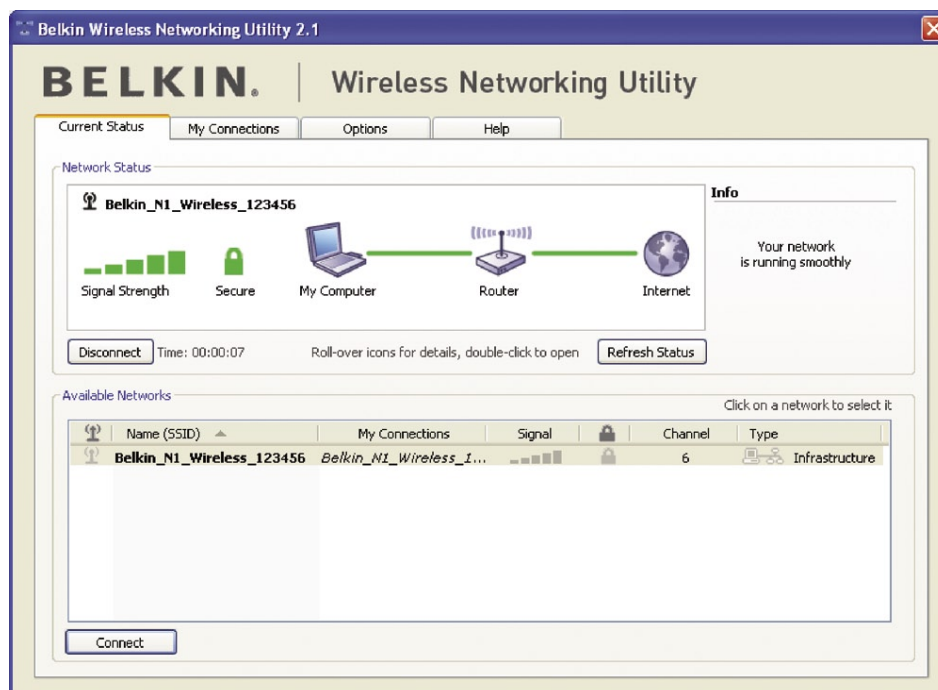 Belkin Wireless Networking Utility 2.1
BELKIN. | Wireless Networking Utility
Current Status My Connections Options Help
Network Status
Belkin_N1_Wireless_123456
Signal Strength Secure My Computer Router Internet
Info
Your network
is running smoothly
Disconnect Time: 00:00:07 Roll-over icons for details, double-click to open Refresh Status
Available Networks
Click on a network to select it
Name (SSID) My Connections Signal Channel Type
Belkin_N1_Wireless_123456 Belkin_N1_Wireless_1... 6 Infrastructure
Connect